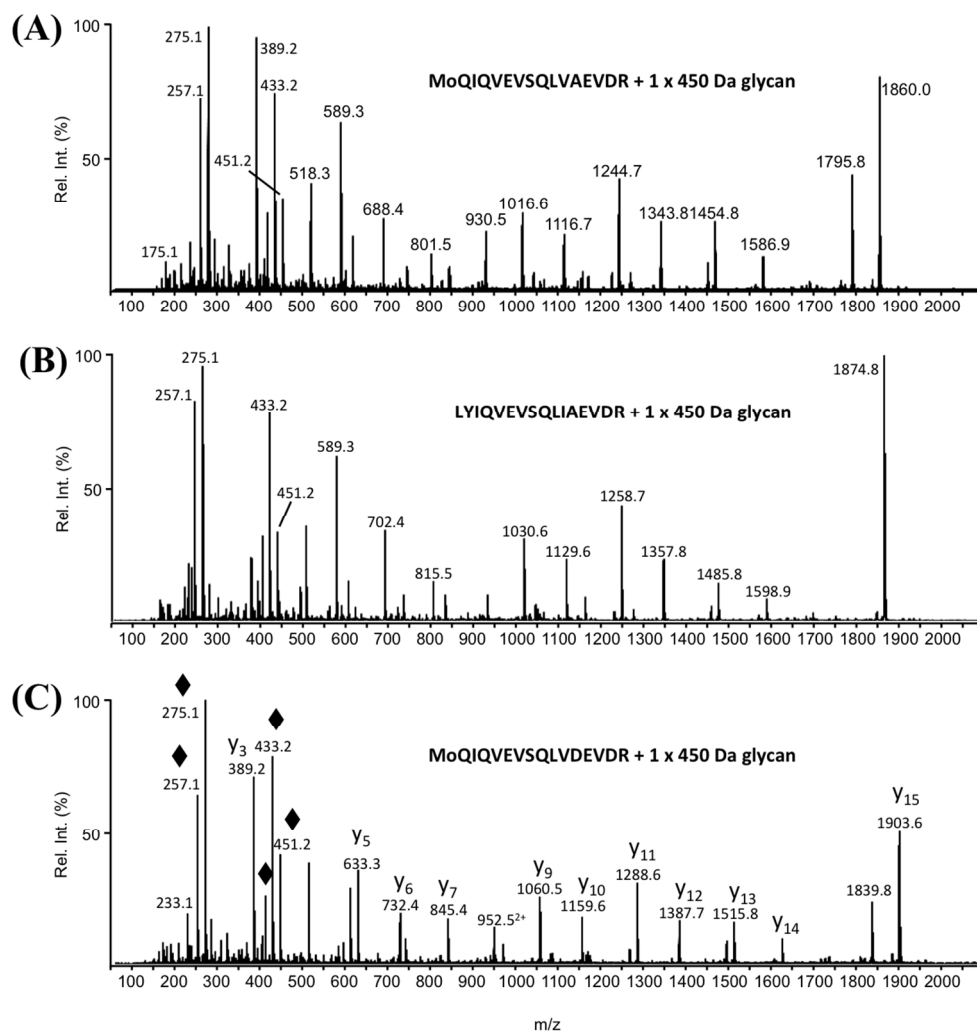 (A)
Rel. Int. (%)
100
50
MoQIQVEVSQLVAEVDR + 1 x 450 Da glycan
275.1
257.1
389.2
433.2
451.2
175.1
518.3
589.3
688.4
801.5
930.5
1016.6
1116.7
1244.7
1343.8
1454.8
1586.9
1795.8
1860.0
100 200 300 400 500 600 700 800 900 1000 1100 1200 1300 1400 1500 1600 1700 1800 1900 2000
(B)
Rel. Int. (%)
100
50
LYIQVEVSQLIAEVDR + 1 x 450 Da glycan
275.1
257.1
433.2
451.2
589.3
702.4
815.5
1030.6
1129.6
1258.7
1357.8
1485.8
1598.9
1874.8
100 200 300 400 500 600 700 800 900 1000 1100 1200 1300 1400 1500 1600 1700 1800 1900 2000
(C)
Rel. Int. (%)
100
50
MoQIQVEVSQLVDEVDR + 1 x 450 Da glycan
275.1
257.1
233.1
y3
389.2
433.2
451.2
y5
633.3
y6
732.4
y7
845.4
952.5²⁺
y9
1060.5
y10
1159.6
y11
1288.6
y12
1387.7
y13
1515.8
y14
1839.8
y15
1903.6
100 200 300 400 500 600 700 800 900 1000 1100 1200 1300 1400 1500 1600 1700 1800 1900 2000
m/z